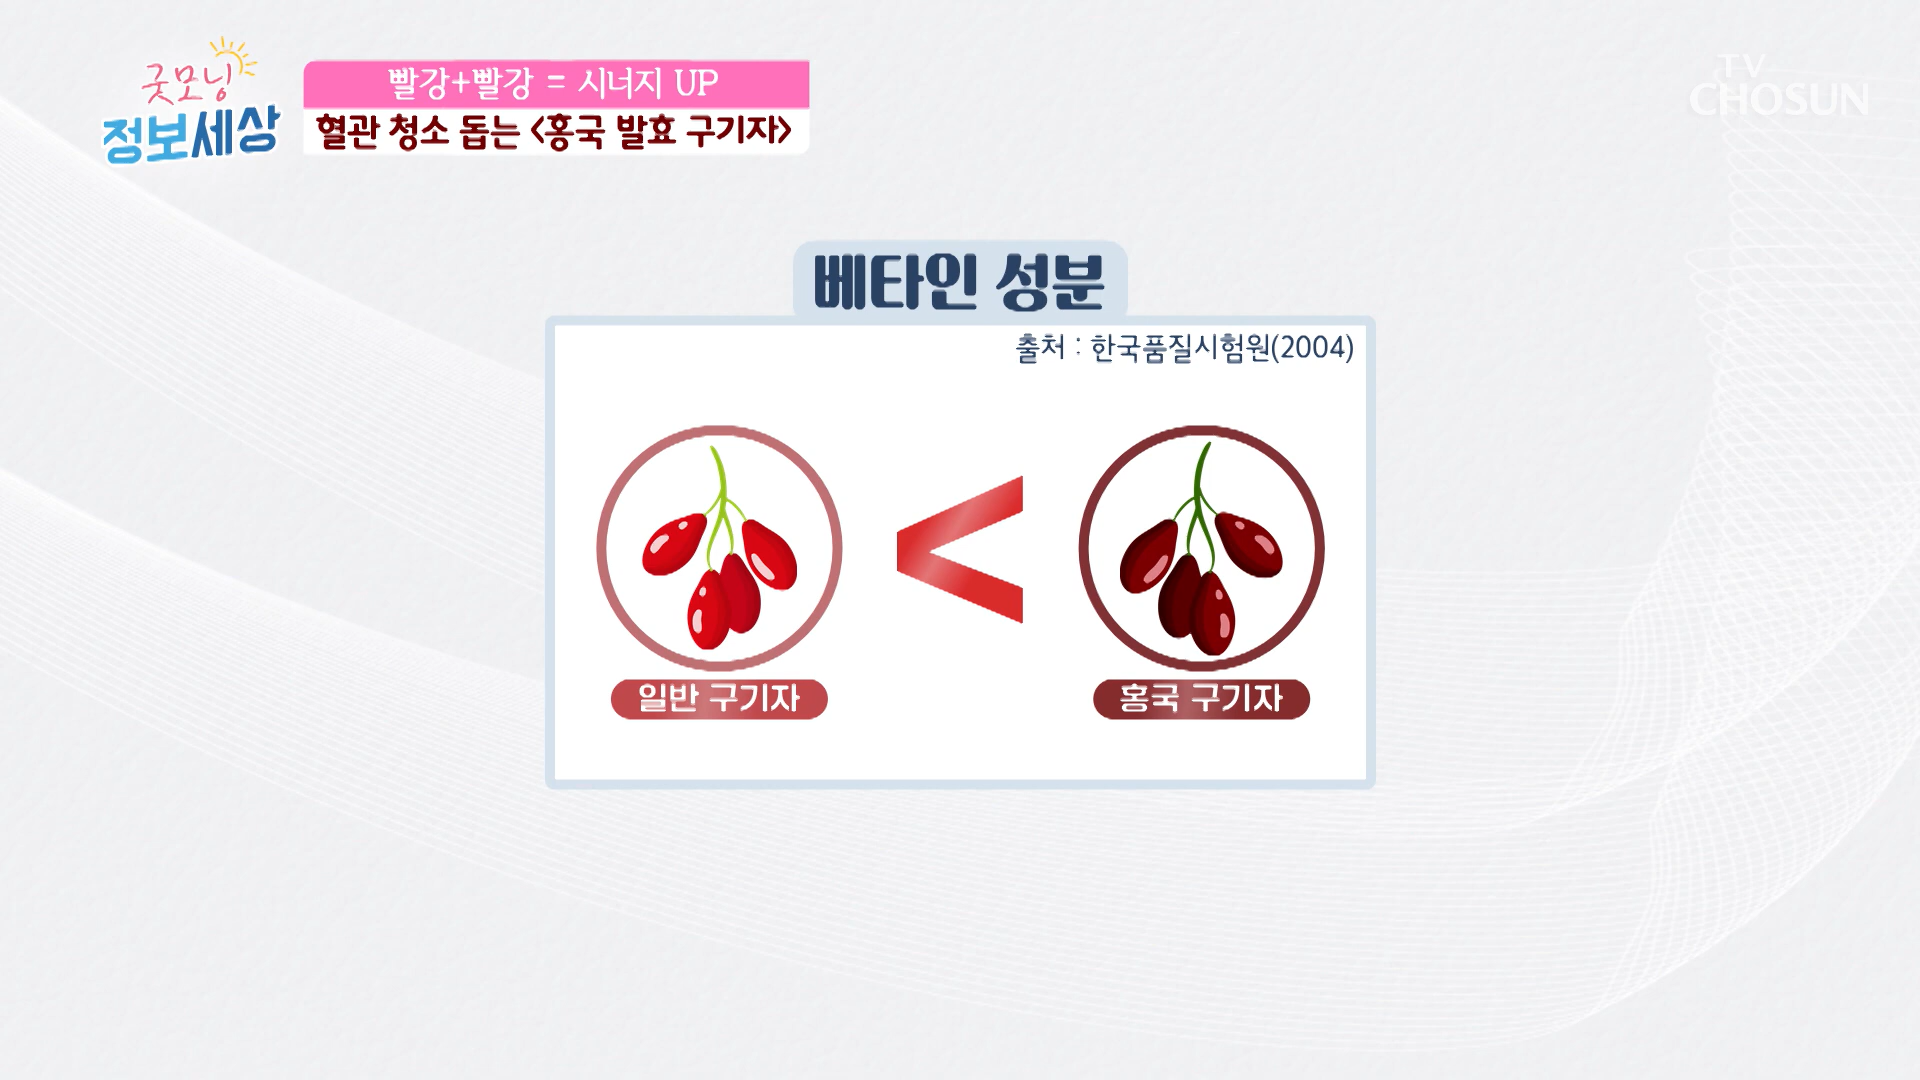 굿모닝
정보세상
빨강+빨강 = 시너지 UP
혈관 청소 돕는 <홍국 발효 구기자>
TV
CHOSUN
베타인 성분
출처 : 한국품질시험원(2004)
<
일반 구기자
홍국 구기자